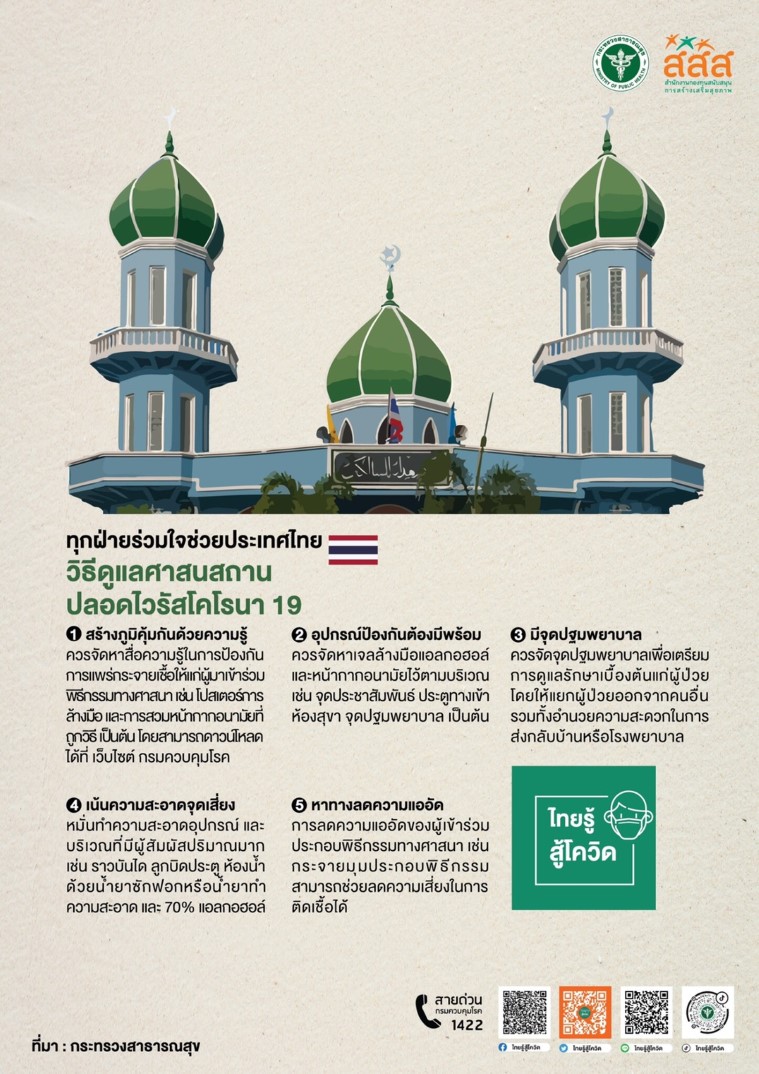 กระทรวงสาธารณสุข
MINISTRY OF PUBLIC HEALTH
สสส
สำนักงานกองทุนสนับสนุน
การสร้างเสริมสุขภาพ
ทุกฝ่ายร่วมใจช่วยประเทศไทย
วิธีดูแลศาสนสถาน
ปลอดไวรัสโคโรนา 19
1 สร้างภูมิคุ้มกันด้วยความรู้
ควรจัดหาสื่อความรู้ในการป้องกัน
การแพร่กระจายเชื้อให้แก่ผู้มาเข้าร่วม
พิธีกรรมทางศาสนา เช่น โปสเตอร์การ
ล้างมือ และการสวมหน้ากากอนามัยที่
ถูกวิธี เป็นต้น โดยสามารถดาวน์โหลด
ได้ที่ เว็บไซต์ กรมควบคุมโรค
2 อุปกรณ์ป้องกันต้องมีพร้อม
ควรจัดหาเจลล้างมือแอลกอฮอล์
และหน้ากากอนามัยไว้ตามบริเวณ
เช่น จุดประชาสัมพันธ์ ประตูทางเข้า
ห้องสุขา จุดปฐมพยาบาล เป็นต้น
3 มีจุดปฐมพยาบาล
ควรจัดจุดปฐมพยาบาลเพื่อเตรียม
การดูแลรักษาเบื้องต้นแก่ผู้ป่วย
โดยให้แยกผู้ป่วยออกจากคนอื่น
รวมทั้งอำนวยความสะดวกในการ
ส่งกลับบ้านหรือโรงพยาบาล
4 เน้นความสะอาดจุดเสี่ยง
หมั่นทำความสะอาดอุปกรณ์ และ
บริเวณที่มีผู้สัมผัสปริมาณมาก
เช่น ราวบันได ลูกบิดประตู ห้องน้ำ
ด้วยน้ำยาซักฟอกหรือน้ำยาทำ
ความสะอาด และ 70% แอลกอฮอล์
5 หาทางลดความแออัด
การลดความแออัดของผู้เข้าร่วม
ประกอบพิธีกรรมทางศาสนา เช่น
กระจายมุมประกอบพิธีกรรม
สามารถช่วยลดความเสี่ยงในการ
ติดเชื้อได้
ไทยรู้
สู้โควิด
สายด่วน
กรมควบคุมโรค
1422
ไทยรู้สู้โควิด
ไทยรู้สู้โควิด
ไทยรู้สู้โควิด
ไทยรู้สู้โควิด
ที่มา : กระทรวงสาธารณสุข